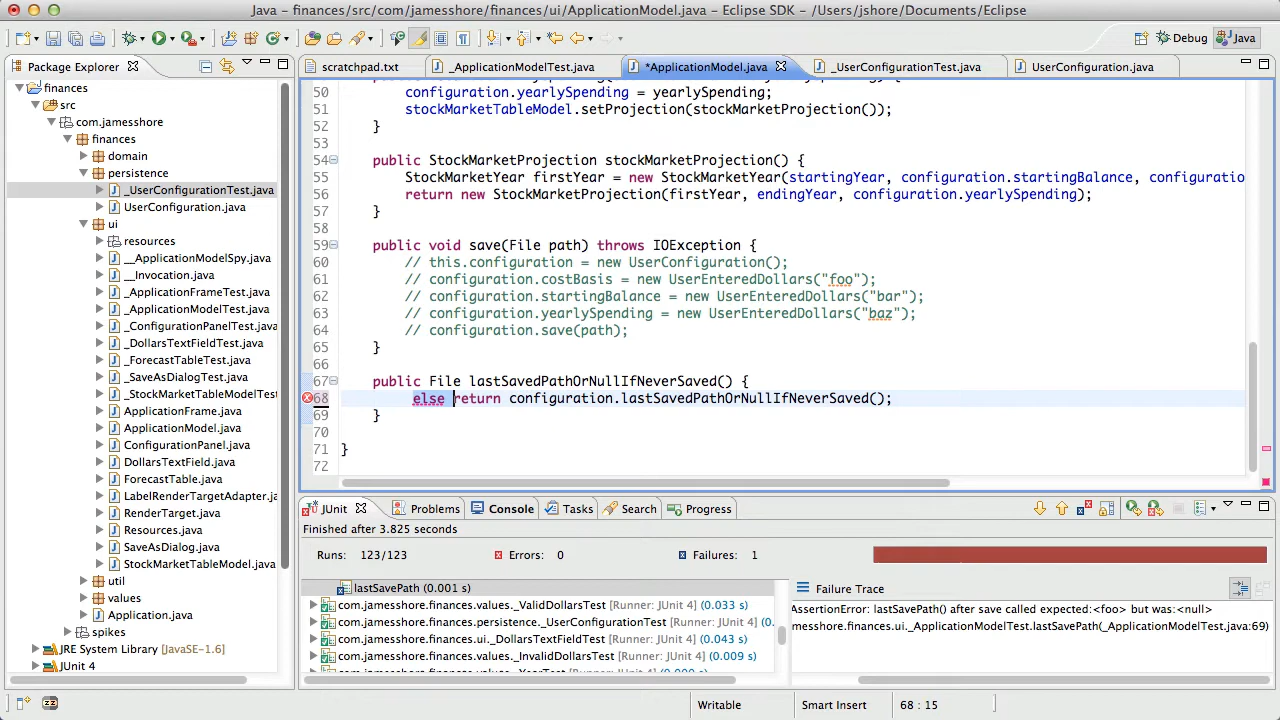 Java – finances/src/com/jamesshore/finances/ui/ApplicationModel.java – Eclipse SDK – /Users/jshore/Documents/Eclipse
Debug
Java
Package Explorer
scratchpad.txt
_ApplicationModelTest.java
*ApplicationModel.java
_UserConfigurationTest.java
UserConfiguration.java
finances
src
com.jamesshore
finances
domain
persistence
_UserConfigurationTest.java
UserConfiguration.java
ui
resources
__ApplicationModelSpy.java
__Invocation.java
_ApplicationFrameTest.java
_ApplicationModelTest.java
_ConfigurationPanelTest.java
_DollarsTextFieldTest.java
_ForecastTableTest.java
_SaveAsDialogTest.java
_StockMarketTableModelTest
ApplicationFrame.java
ApplicationModel.java
ConfigurationPanel.java
DollarsTextField.java
ForecastTable.java
LabelRenderTargetAdapter.
RenderTarget.java
Resources.java
SaveAsDialog.java
StockMarketTableModel.java
util
values
Application.java
spikes
JRE System Library [JavaSE-1.6]
JUnit 4
50 configuration.yearlySpending = yearlySpending;
51 stockMarketTableModel.setProjection(stockMarketProjection());
52 }
53
54 public StockMarketProjection stockMarketProjection() {
55 StockMarketYear firstYear = new StockMarketYear(startingYear, configuration.startingBalance, configuratio
56 return new StockMarketProjection(firstYear, endingYear, configuration.yearlySpending);
57 }
58
59 public void save(File path) throws IOException {
60 // this.configuration = new UserConfiguration();
61 // configuration.costBasis = new UserEnteredDollars("foo");
62 // configuration.startingBalance = new UserEnteredDollars("bar");
63 // configuration.yearlySpending = new UserEnteredDollars("baz");
64 // configuration.save(path);
65 }
66
67 public File lastSavedPathOrNullIfNeverSaved() {
68 else return configuration.lastSavedPathOrNullIfNeverSaved();
69 }
70
71 }
72
JUnit
Problems
Console
Tasks
Search
Progress
Finished after 3.825 seconds
Runs: 123/123
Errors: 0
Failures: 1
lastSavePath (0.001 s)
com.jamesshore.finances.values._ValidDollarsTest [Runner: JUnit 4] (0.033 s)
com.jamesshore.finances.persistence._UserConfigurationTest [Runner: JUnit 4] (0.
com.jamesshore.finances.ui._DollarsTextFieldTest [Runner: JUnit 4] (0.043 s)
com.jamesshore.finances.values._InvalidDollarsTest [Runner: JUnit 4] (0.009 s)
Failure Trace
AssertionError: lastSavePath() after save called expected:<foo> but was:<null>
messhore.finances.ui._ApplicationModelTest.lastSavePath(_ApplicationModelTest.java:69)
Writable
Smart Insert
68 : 15